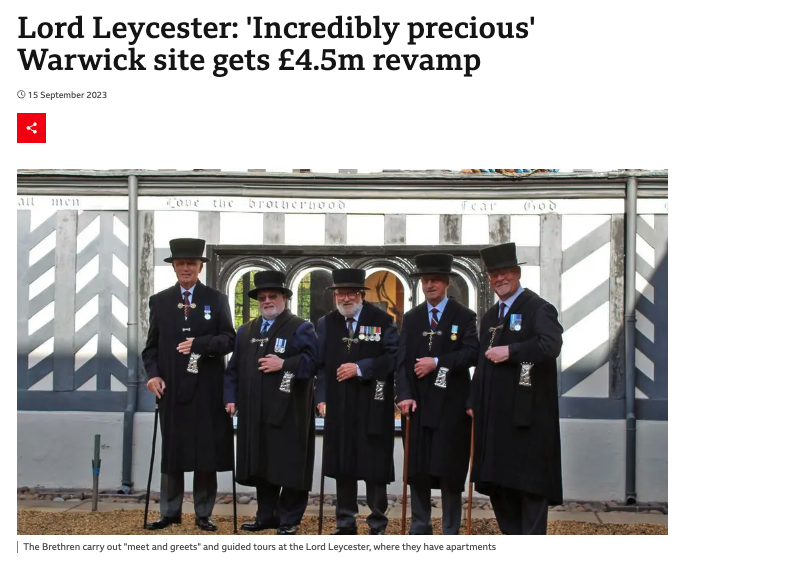 Lord Leycester: 'Incredibly precious'
Warwick site gets £4.5m revamp
15 September 2023
all men Love the brotherhood Fear God
The Brethren carry out "meet and greets" and guided tours at the Lord Leycester, where they have apartments